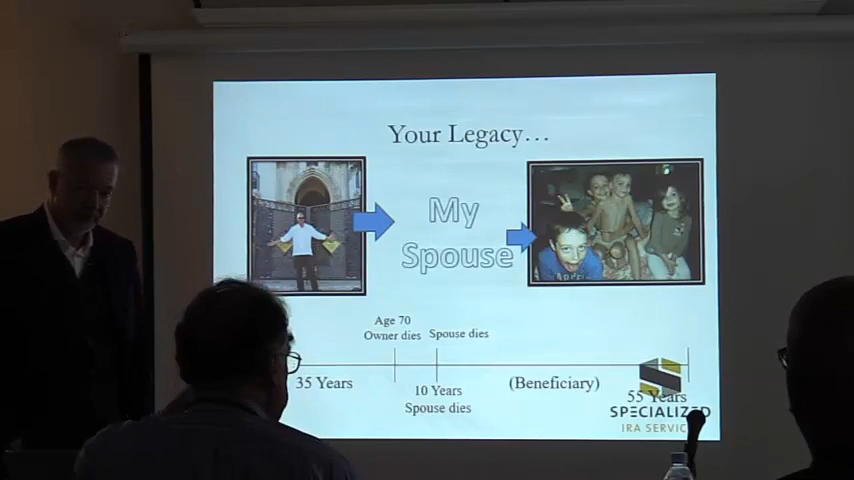 Your Legacy…
My
Spouse
Age 70
Owner dies
Spouse dies
35 Years
10 Years
Spouse dies
(Beneficiary)
55 Years
SPECIALIZED
IRA SERVIC